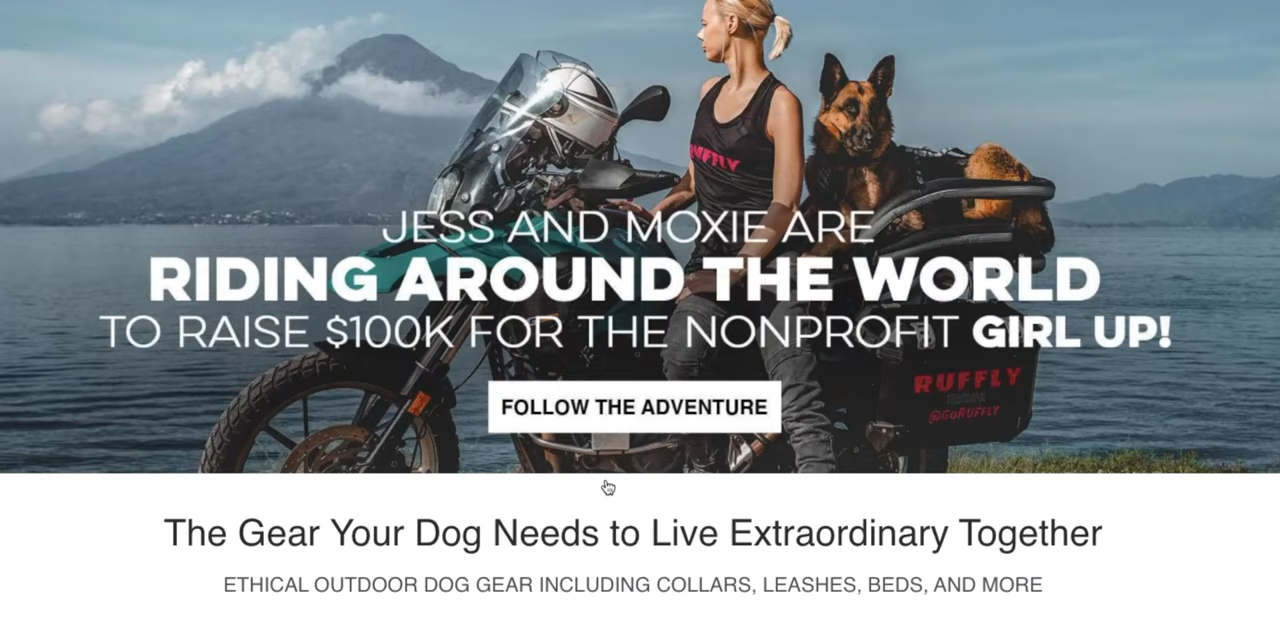 RUFFLY
JESS AND MOXIE ARE
RIDING AROUND THE WORLD
TO RAISE $100K FOR THE NONPROFIT GIRL UP!
RUFFLY
@GORUFFLY
FOLLOW THE ADVENTURE
The Gear Your Dog Needs to Live Extraordinary Together
ETHICAL OUTDOOR DOG GEAR INCLUDING COLLARS, LEASHES, BEDS, AND MORE